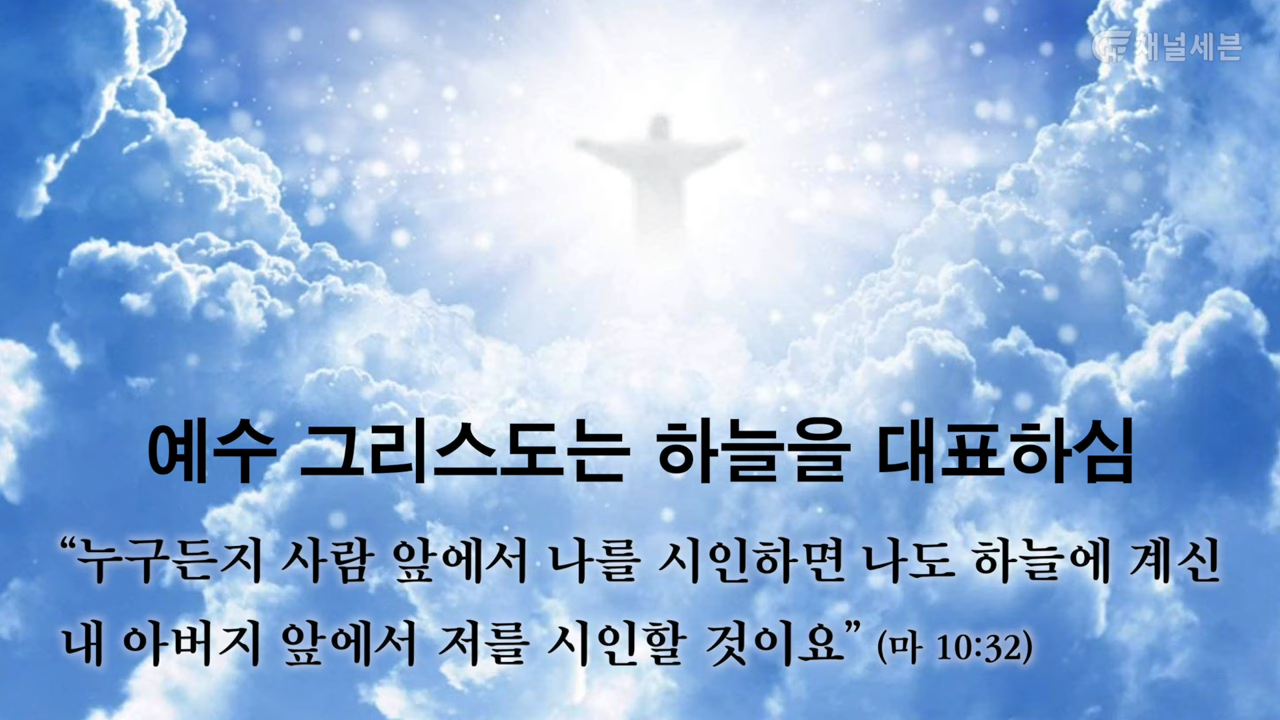 채널세븐
예수 그리스도는 하늘을 대표하심
“누구든지 사람 앞에서 나를 시인하면 나도 하늘에 계신
내 아버지 앞에서 저를 시인할 것이요” (마 10:32)